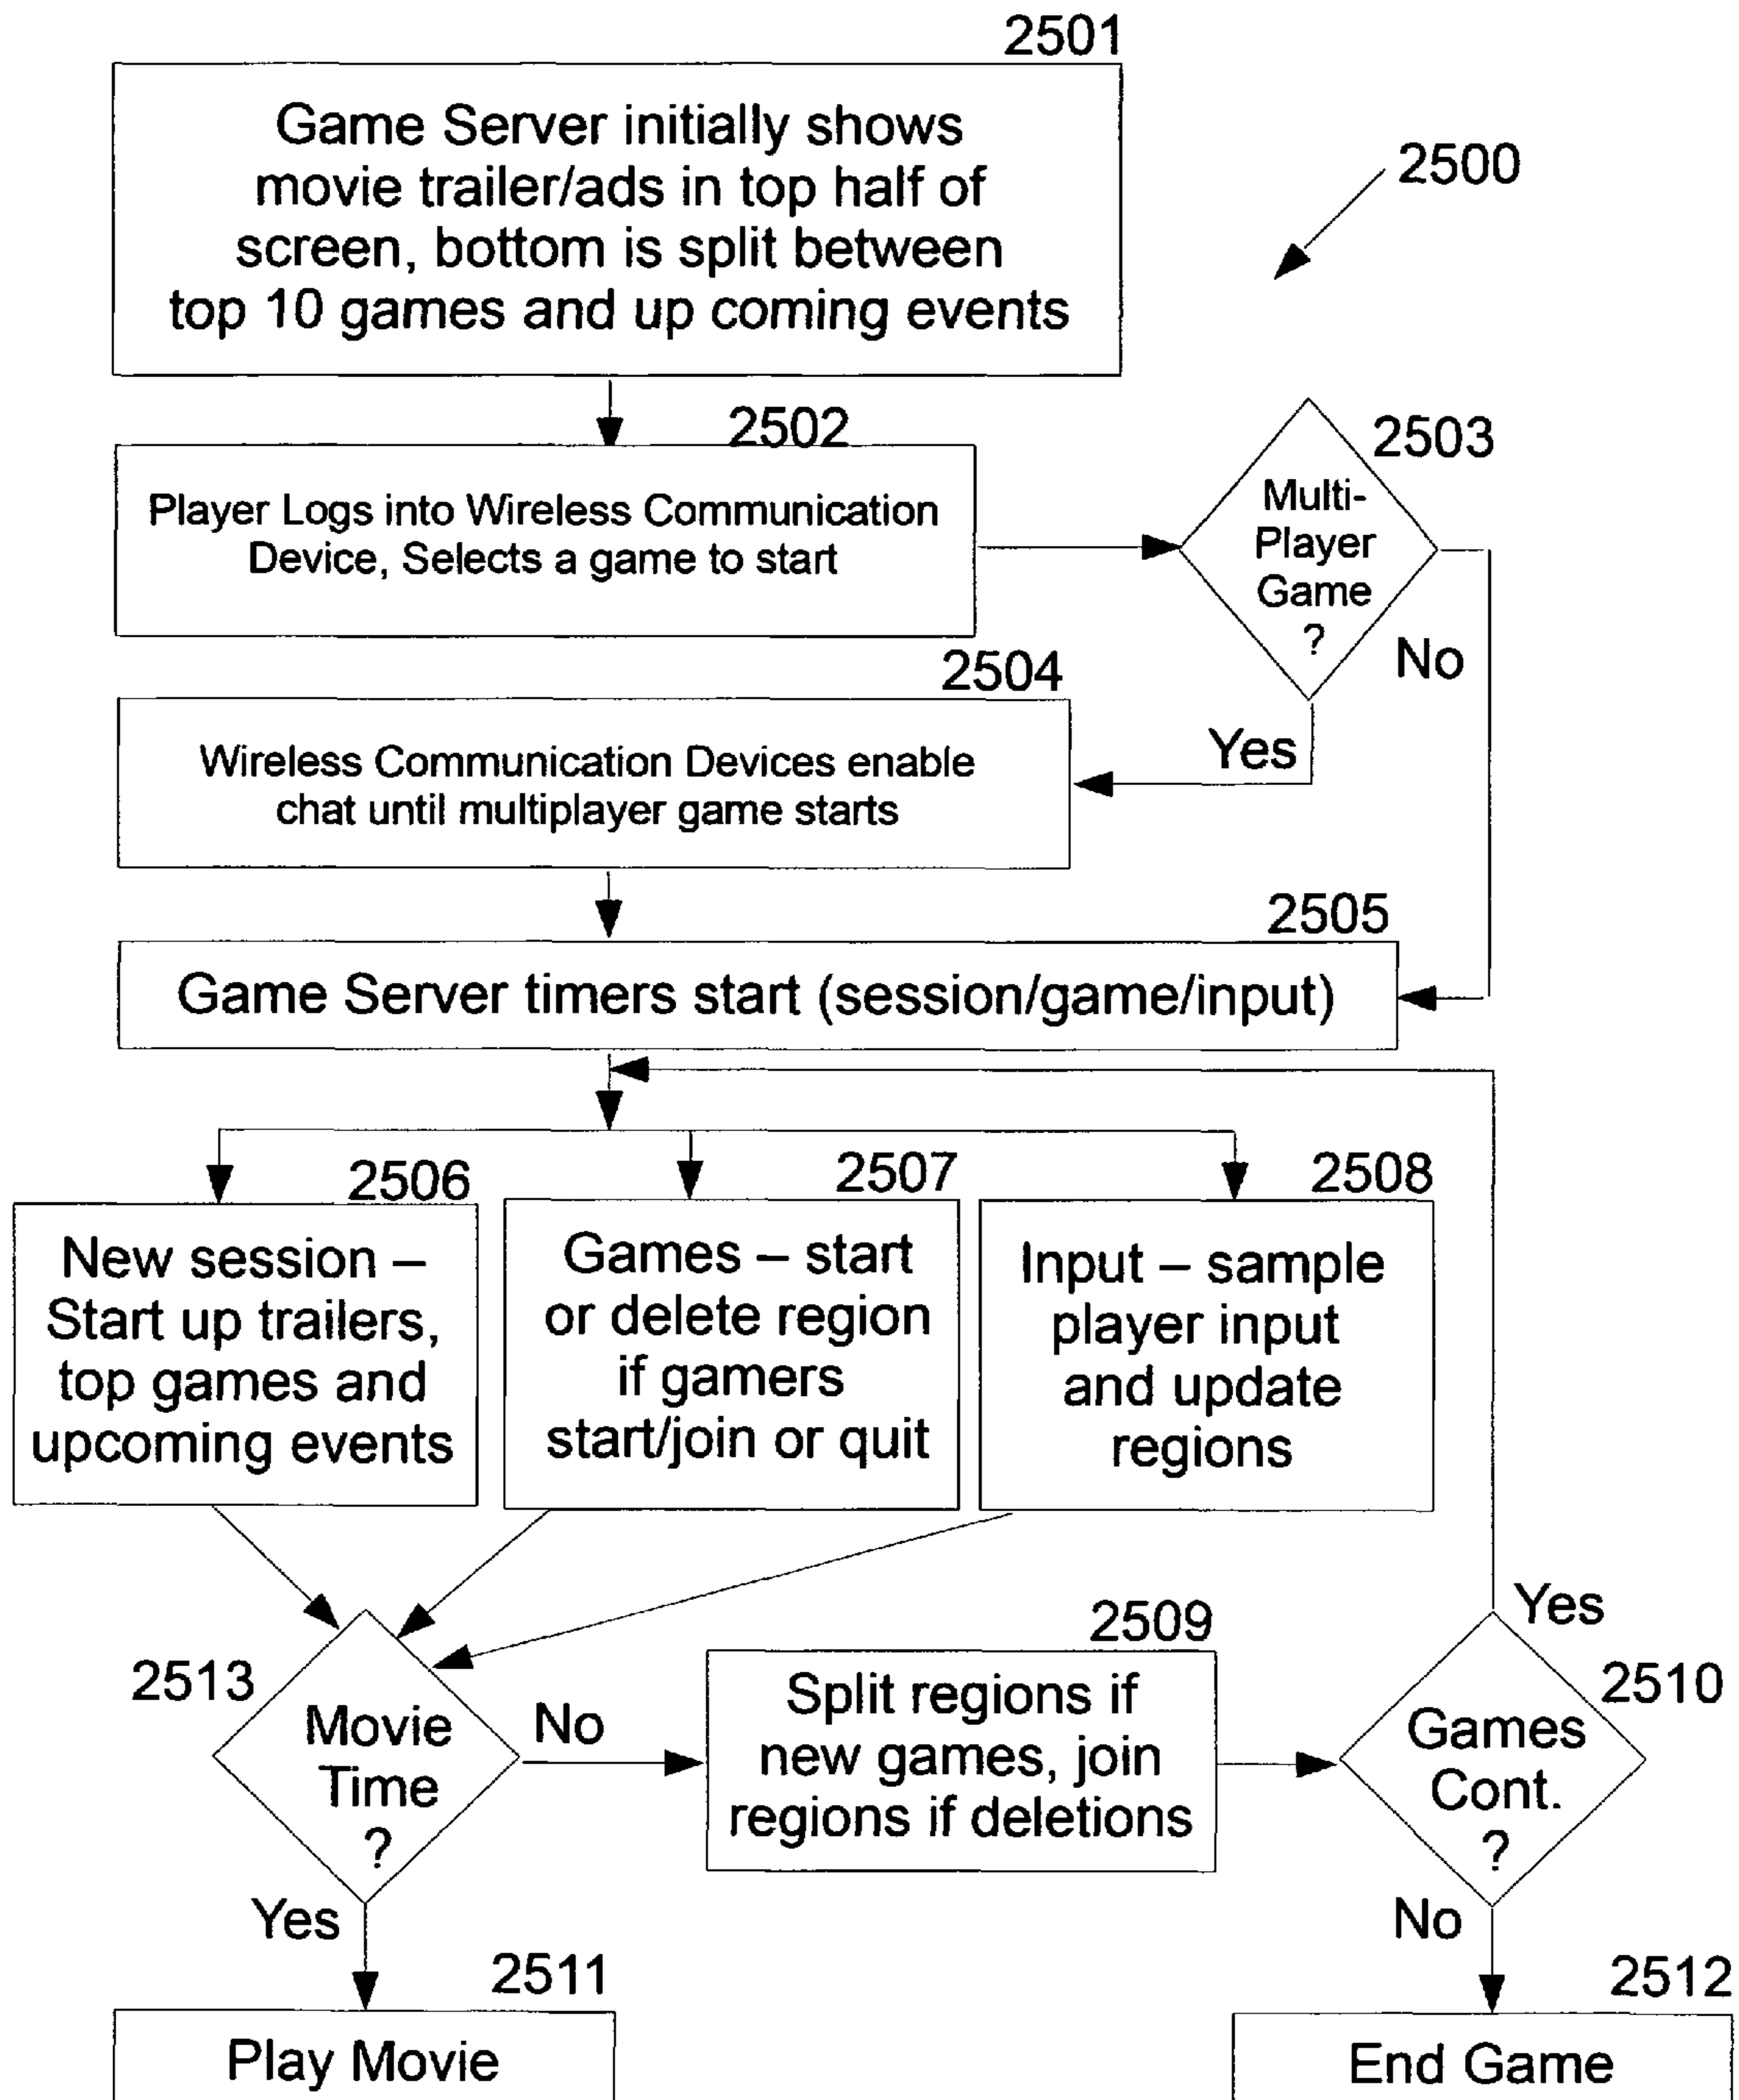 2501
Game Server initially shows
movie trailer/ads in top half of
screen, bottom is split between
top 10 games and up coming events
2500
2502
Player Logs into Wireless Communication
Device, Selects a game to start
2503
Multi-
Player
Game
?
No
Yes
2504
Wireless Communication Devices enable
chat until multiplayer game starts
2505
Game Server timers start (session/game/input)
2506
New session –
Start up trailers,
top games and
upcoming events
2507
Games – start
or delete region
if gamers
start/join or quit
2508
Input – sample
player input
and update
regions
2513
Movie
Time
?
No
Yes
2509
Split regions if
new games, join
regions if deletions
2510
Games
Cont.
?
Yes
No
2511
Play Movie
2512
End Game